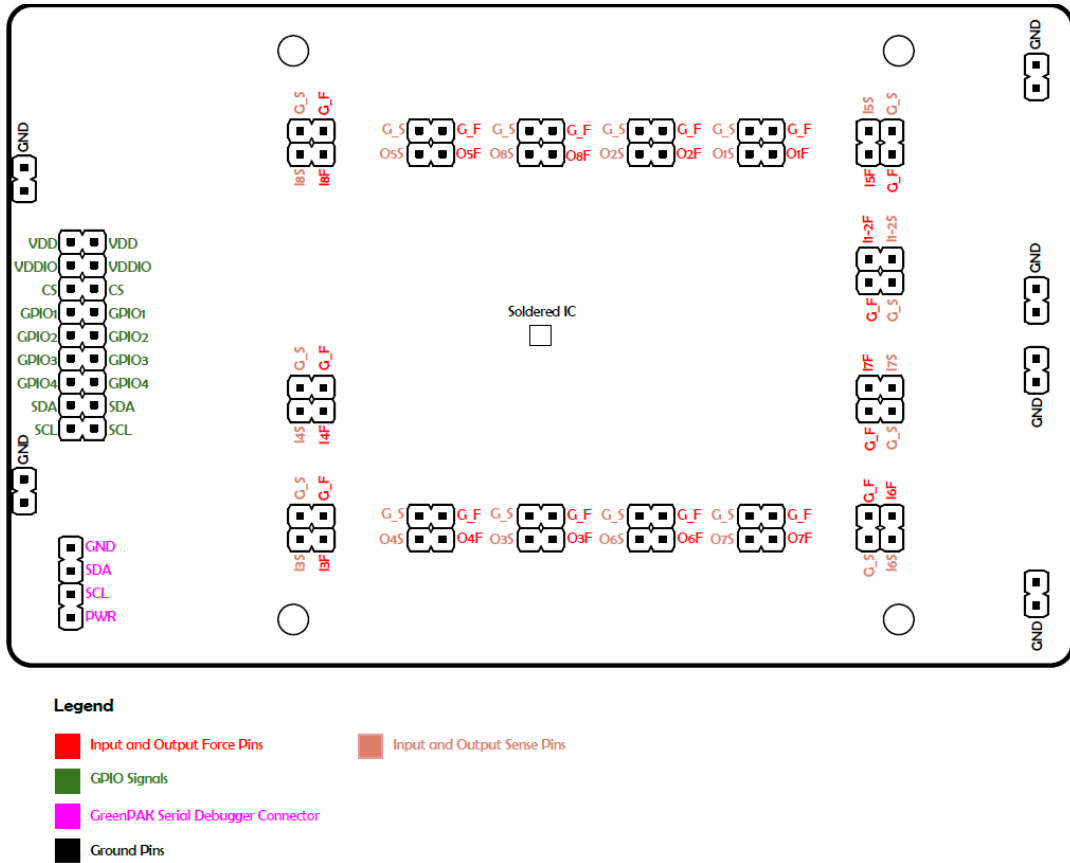 GND
G_S G_F
I5S G_S
GND
G_S G_F G_S G_F G_S G_F G_S G_F
O5S O5F O8S O8F O2S O2F O1S O1F
I8S I8F
I5F G_F
I1-2F I1-2S
VDD VDD
VDDIO VDDIO
CS CS
GPIO1 GPIO1
GPIO2 GPIO2
GPIO3 GPIO3
GPIO4 GPIO4
SDA SDA
SCL SCL
GND
Soldered IC
G_F G_S
G_S G_F
I7F I7S
GND
I4S I4F
G_F G_S
GND
GND
G_S G_F
G_F I6F
G_S G_F G_S G_F G_S G_F G_S G_F
O4S O4F O3S O3F O6S O6F O7S O7F
I3S I3F
G_S I6S
GND
SDA
SCL
PWR
GND
Legend
Input and Output Force Pins
Input and Output Sense Pins
GPIO Signals
GreenPAK Serial Debugger Connector
Ground Pins